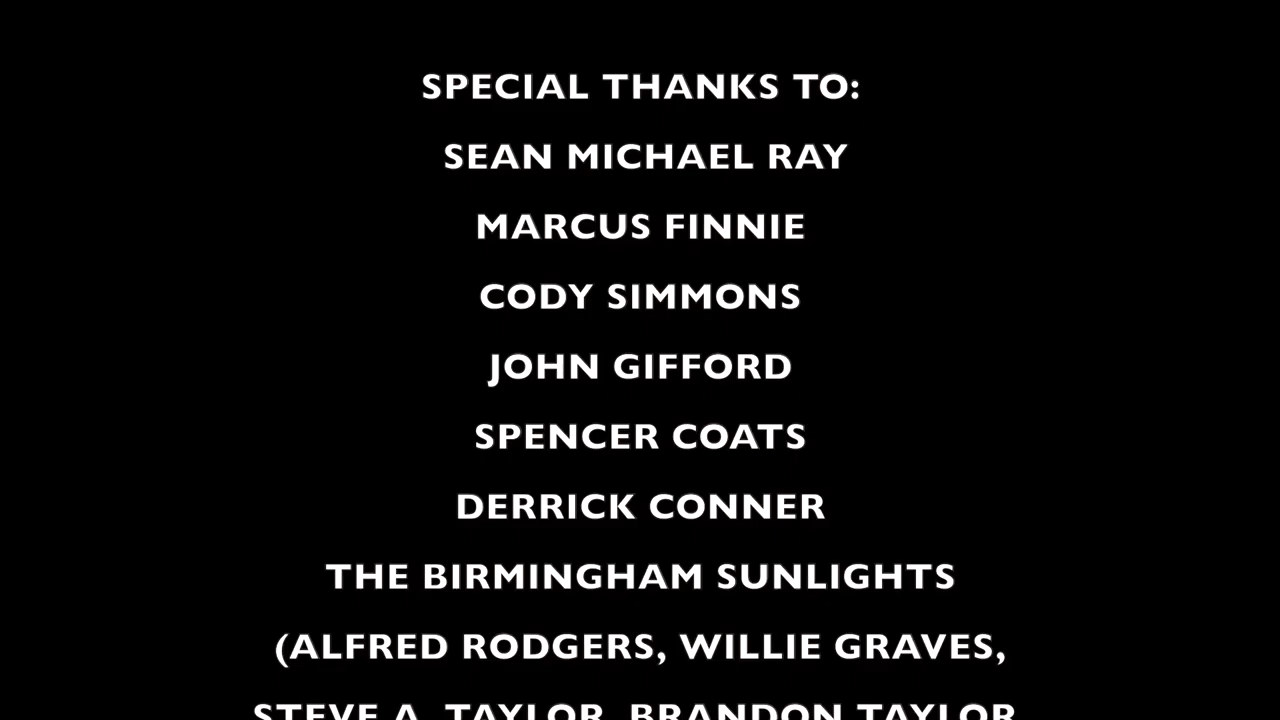 SPECIAL THANKS TO:
SEAN MICHAEL RAY
MARCUS FINNIE
CODY SIMMONS
JOHN GIFFORD
SPENCER COATS
DERRICK CONNER
THE BIRMINGHAM SUNLIGHTS
(ALFRED RODGERS, WILLIE GRAVES,
STEVE A. TAYLOR, BRANDON TAYLOR